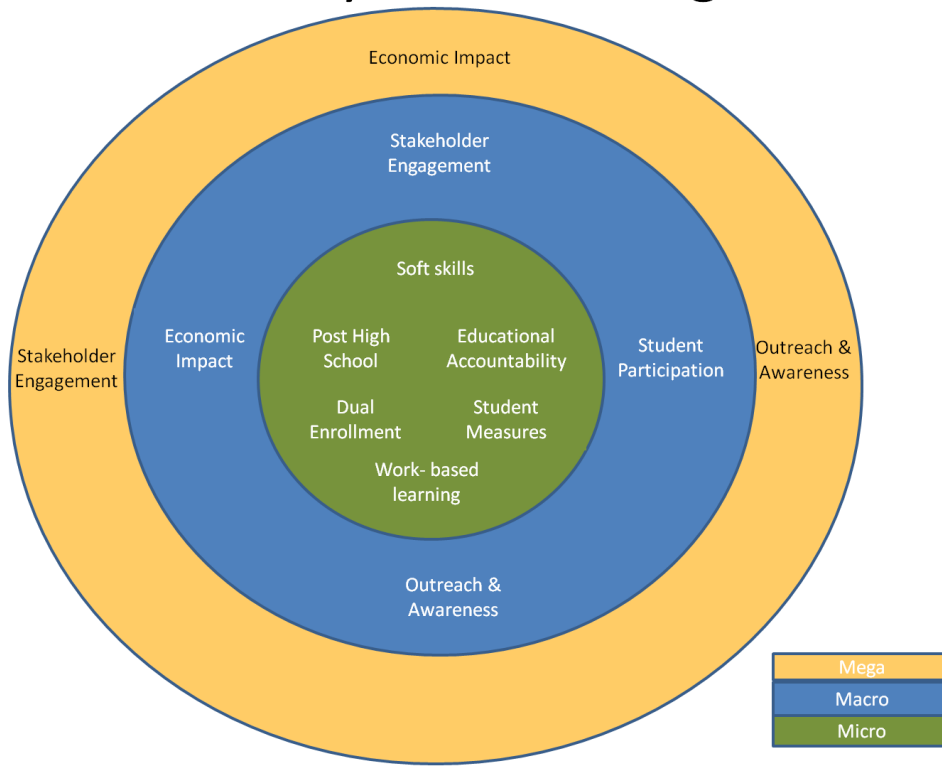 Economic Impact
Stakeholder
Engagement
Soft skills
Economic
Impact
Post High
School
Educational
Accountability
Student
Participation
Stakeholder
Engagement
Outreach &
Awareness
Dual
Enrollment
Student
Measures
Work- based
learning
Outreach &
Awareness
Mega
Macro
Micro